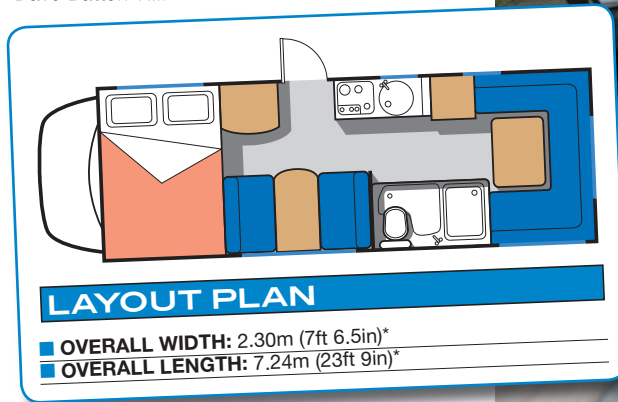 LAYOUT PLAN
OVERALL WIDTH: 2.30m (7ft 6.5in)*
OVERALL LENGTH: 7.24m (23ft 9in)*